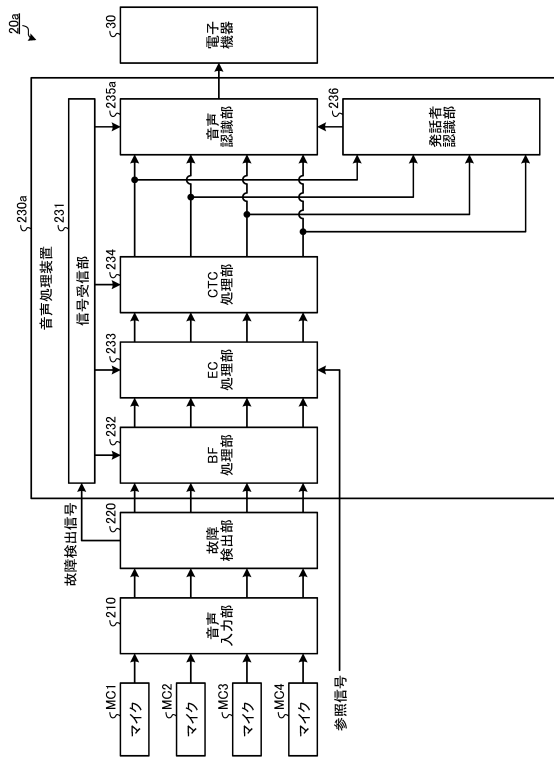 20a
30
電子機器
230a
音声処理装置
231
信号受信部
235a
音声
認識部
236
発話者
認識部
234
CTC
処理部
233
EC
処理部
232
BF
処理部
故障検出信号
220
故障
検出部
210
音声
入力部
参照信号
MC1
マイク
MC2
マイク
MC3
マイク
MC4
マイク